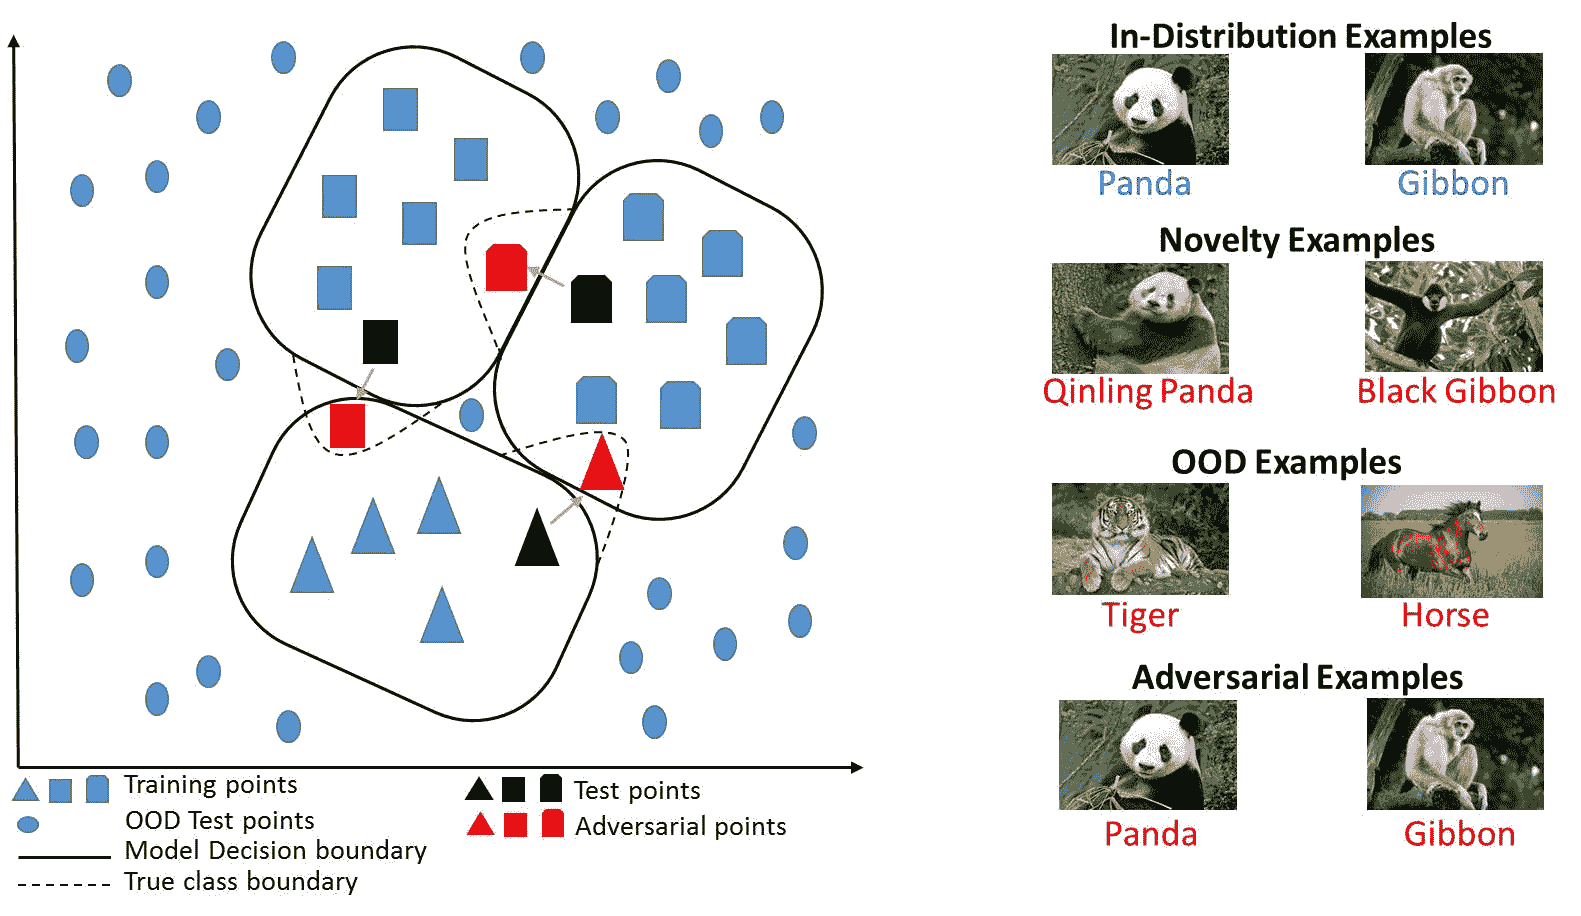 In-Distribution Examples
Panda
Gibbon
Novelty Examples
Qinling Panda
Black Gibbon
OOD Examples
Tiger
Horse
Adversarial Examples
Panda
Gibbon
Training points
OOD Test points
Model Decision boundary
True class boundary
Test points
Adversarial points